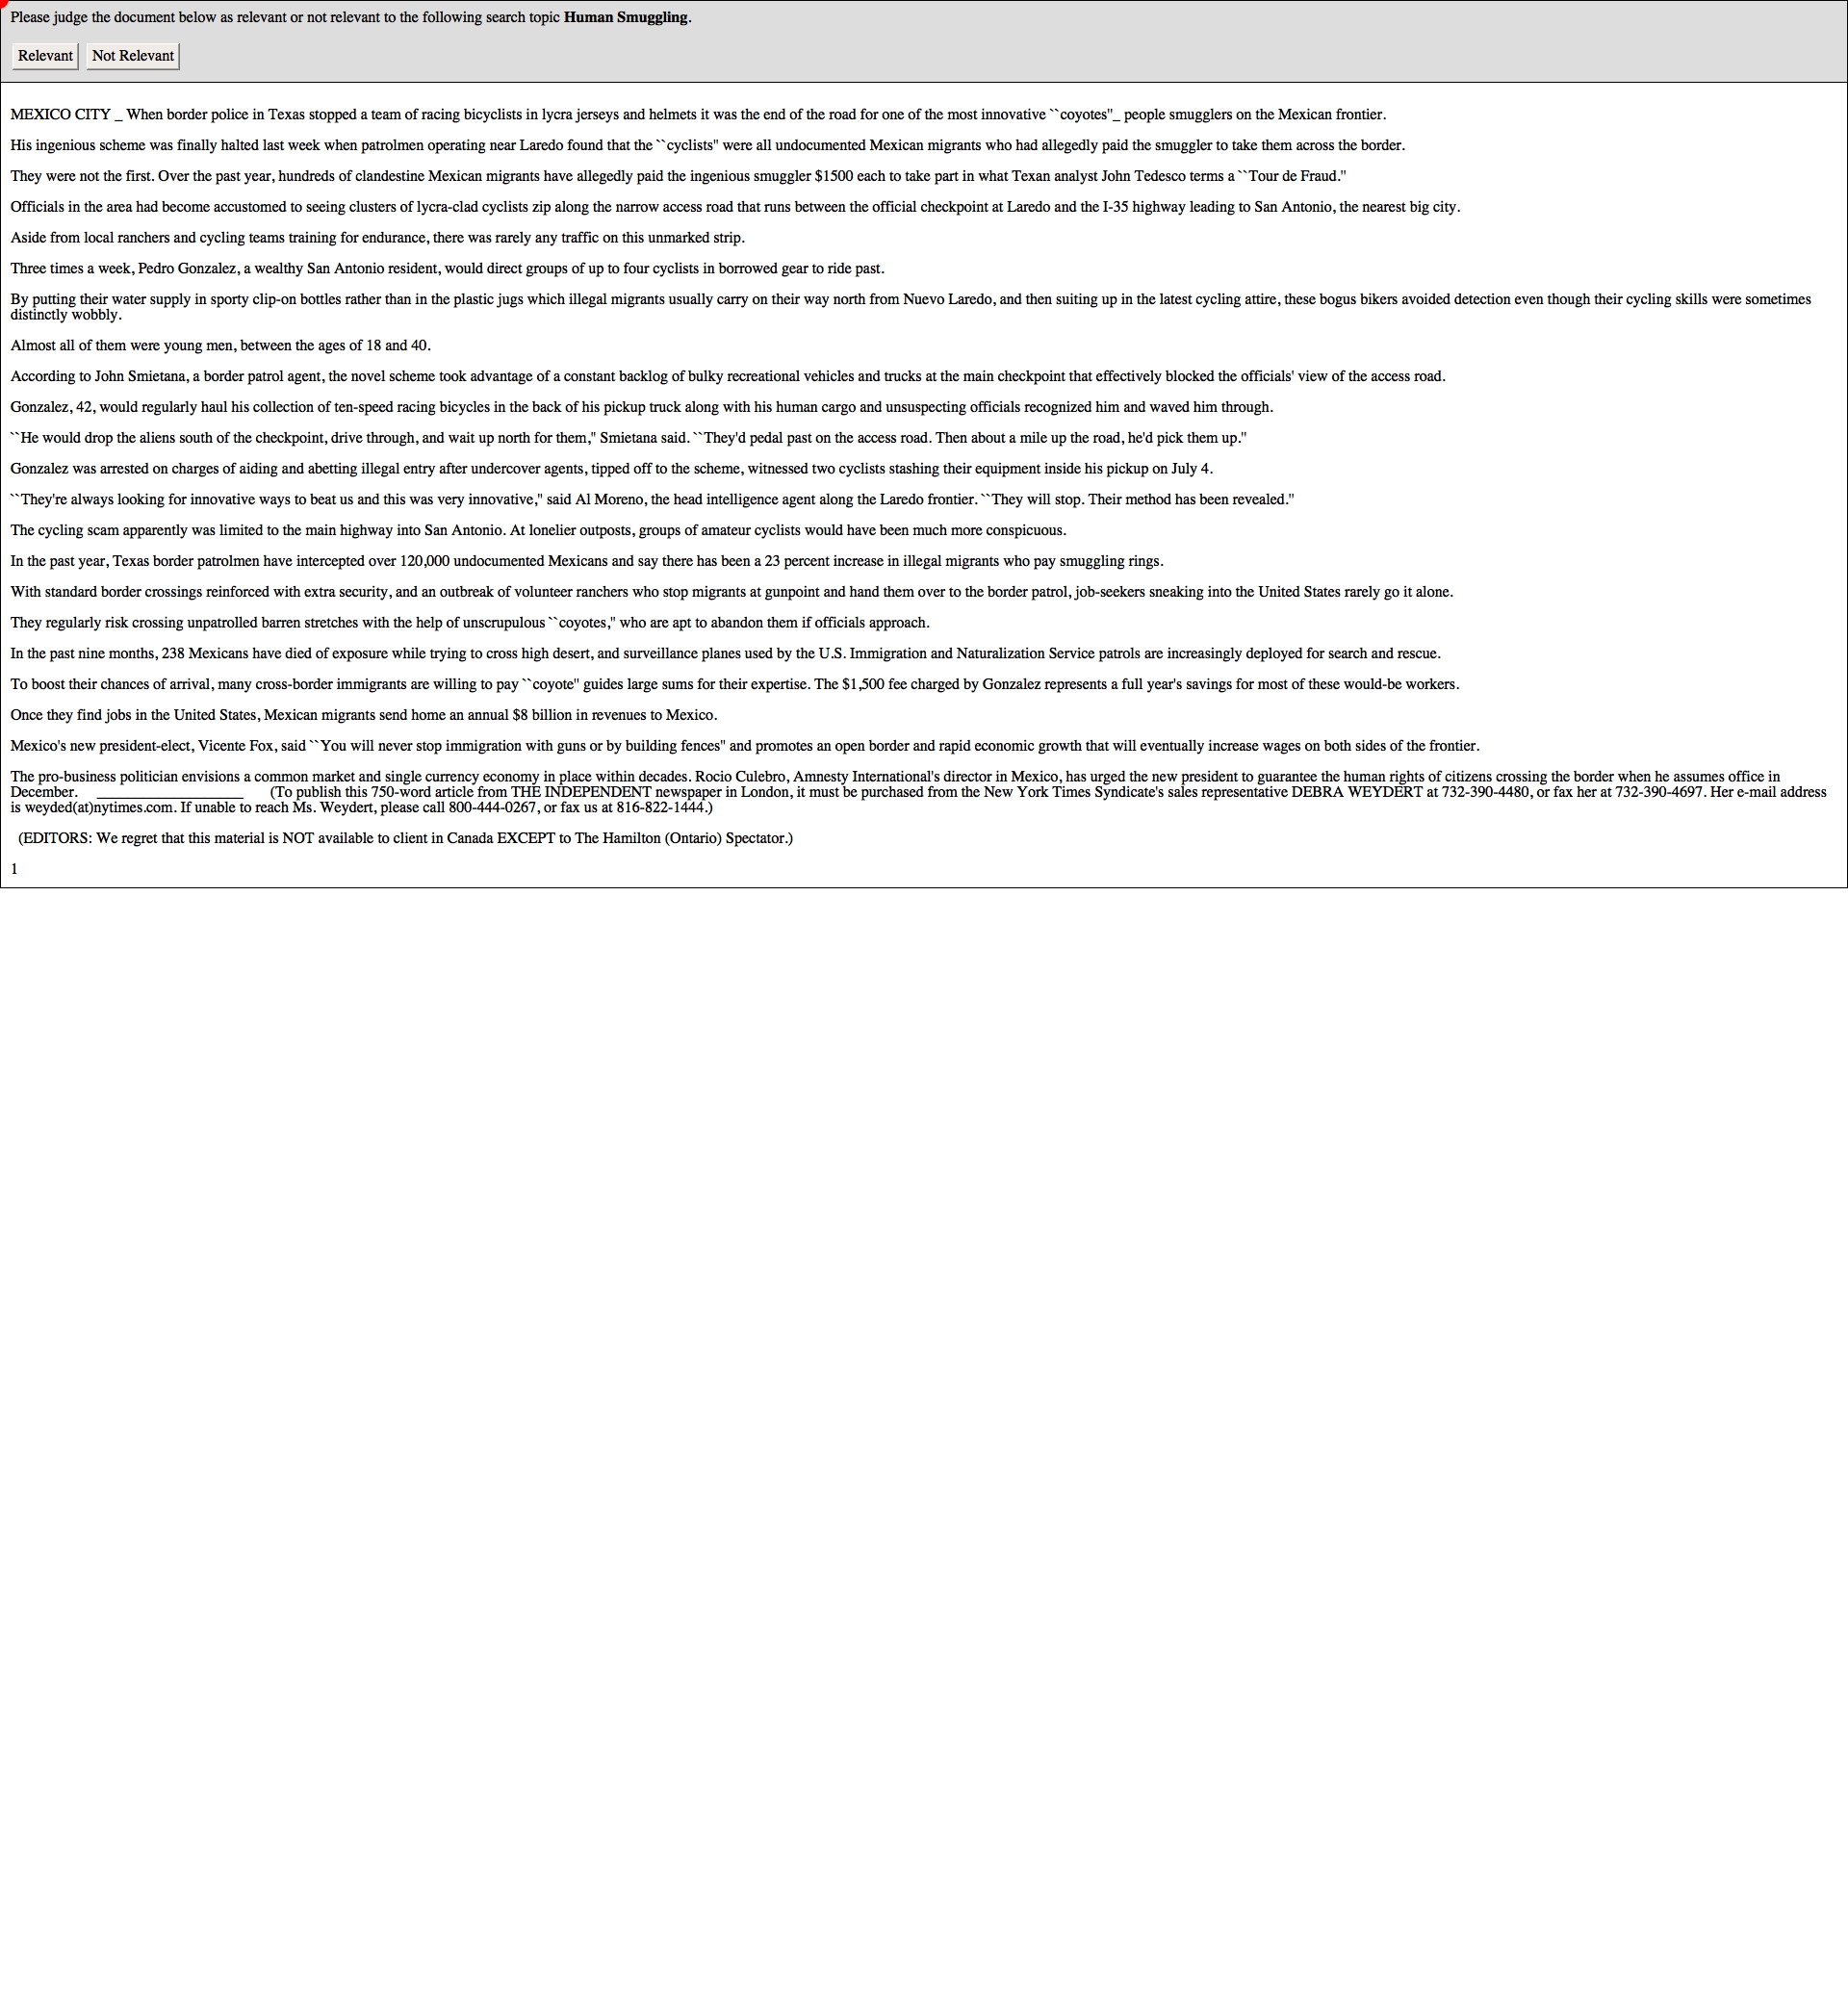 Please judge the document below as relevant or not relevant to the following search topic Human Smuggling.
Relevant Not Relevant
MEXICO CITY _ When border police in Texas stopped a team of racing bicyclists in lycra jerseys and helmets it was the end of the road for one of the most innovative ``coyotes''_ people smugglers on the Mexican frontier.
His ingenious scheme was finally halted last week when patrolmen operating near Laredo found that the ``cyclists'' were all undocumented Mexican migrants who had allegedly paid the smuggler to take them across the border.
They were not the first. Over the past year, hundreds of clandestine Mexican migrants have allegedly paid the ingenious smuggler $1500 each to take part in what Texan analyst John Tedesco terms a ``Tour de Fraud.''
Officials in the area had become accustomed to seeing clusters of lycra-clad cyclists zip along the narrow access road that runs between the official checkpoint at Laredo and the I-35 highway leading to San Antonio, the nearest big city.
Aside from local ranchers and cycling teams training for endurance, there was rarely any traffic on this unmarked strip.
Three times a week, Pedro Gonzalez, a wealthy San Antonio resident, would direct groups of up to four cyclists in borrowed gear to ride past.
By putting their water supply in sporty clip-on bottles rather than in the plastic jugs which illegal migrants usually carry on their way north from Nuevo Laredo, and then suiting up in the latest cycling attire, these bogus bikers avoided detection even though their cycling skills were sometimes
distinctly wobbly.
Almost all of them were young men, between the ages of 18 and 40.
According to John Smietana, a border patrol agent, the novel scheme took advantage of a constant backlog of bulky recreational vehicles and trucks at the main checkpoint that effectively blocked the officials' view of the access road.
Gonzalez, 42, would regularly haul his collection of ten-speed racing bicycles in the back of his pickup truck along with his human cargo and unsuspecting officials recognized him and waved him through.
``He would drop the aliens south of the checkpoint, drive through, and wait up north for them,'' Smietana said. ``They'd pedal past on the access road. Then about a mile up the road, he'd pick them up.''
Gonzalez was arrested on charges of aiding and abetting illegal entry after undercover agents, tipped off to the scheme, witnessed two cyclists stashing their equipment inside his pickup on July 4.
``They're always looking for innovative ways to beat us and this was very innovative,'' said Al Moreno, the head intelligence agent along the Laredo frontier. ``They will stop. Their method has been revealed.''
The cycling scam apparently was limited to the main highway into San Antonio. At lonelier outposts, groups of amateur cyclists would have been much more conspicuous.
In the past year, Texas border patrolmen have intercepted over 120,000 undocumented Mexicans and say there has been a 23 percent increase in illegal migrants who pay smuggling rings.
With standard border crossings reinforced with extra security, and an outbreak of volunteer ranchers who stop migrants at gunpoint and hand them over to the border patrol, job-seekers sneaking into the United States rarely go it alone.
They regularly risk crossing unpatrolled barren stretches with the help of unscrupulous ``coyotes,'' who are apt to abandon them if officials approach.
In the past nine months, 238 Mexicans have died of exposure while trying to cross high desert, and surveillance planes used by the U.S. Immigration and Naturalization Service patrols are increasingly deployed for search and rescue.
To boost their chances of arrival, many cross-border immigrants are willing to pay ``coyote'' guides large sums for their expertise. The $1,500 fee charged by Gonzalez represents a full year's savings for most of these would-be workers.
Once they find jobs in the United States, Mexican migrants send home an annual $8 billion in revenues to Mexico.
Mexico's new president-elect, Vicente Fox, said ``You will never stop immigration with guns or by building fences'' and promotes an open border and rapid economic growth that will eventually increase wages on both sides of the frontier.
The pro-business politician envisions a common market and single currency economy in place within decades. Rocio Culebro, Amnesty International's director in Mexico, has urged the new president to guarantee the human rights of citizens crossing the border when he assumes office in
December. ____________________ (To publish this 750-word article from THE INDEPENDENT newspaper in London, it must be purchased from the New York Times Syndicate's sales representative DEBRA WEYDERT at 732-390-4480, or fax her at 732-390-4697. Her e-mail address
is weyded(at)nytimes.com. If unable to reach Ms. Weydert, please call 800-444-0267, or fax us at 816-822-1444.)
(EDITORS: We regret that this material is NOT available to client in Canada EXCEPT to The Hamilton (Ontario) Spectator.)
1